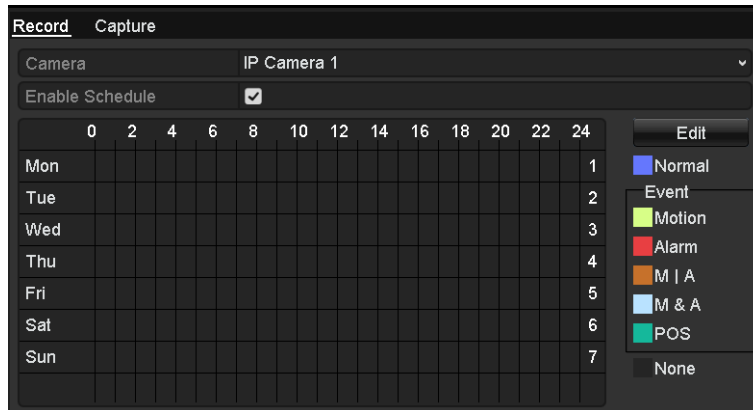 Record Capture
Camera IP Camera 1
Enable Schedule
0 2 4 6 8 10 12 14 16 18 20 22 24
Edit
Mon 1
Normal
Tue 2
Event
Wed 3
Motion
Alarm
Thu 4
M | A
Fri 5
M & A
Sat 6
POS
Sun 7
None